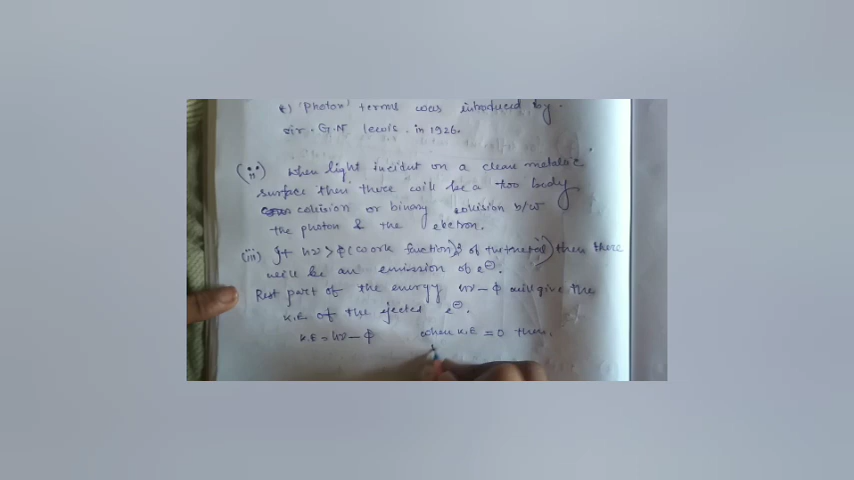 *) 'Photon' terms was introduced by.
sir. G.N lewis. in 1926.
(ii) when light incident on a clean metalic
surface then there will be a two body
collision or binary collision b/w
the photon & the electron.
(iii) If hν > ϕ (work function) of the metal) then there
will be an emission of e⊖.
Rest part of the energy hν – ϕ will give the
K.E of the ejected e⊖.
K.E = hν – ϕ when K.E = 0 then.